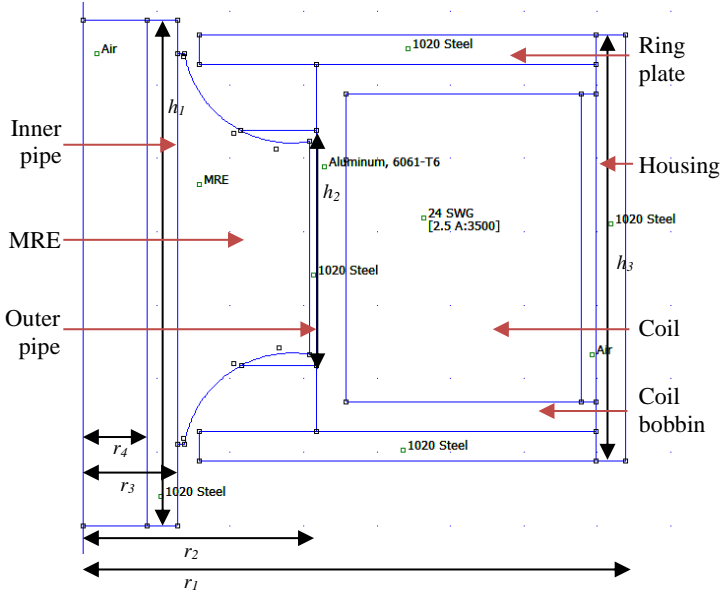 Air
1020 Steel
Ring
plate
h1
Inner
pipe
Aluminum, 6061-T6
Housing
MRE
h2
24 SWG
[2.5 A:3500]
1020 Steel
MRE
h3
1020 Steel
Outer
pipe
Coil
Air
Coil
bobbin
r4
1020 Steel
r3
1020 Steel
r2
r1